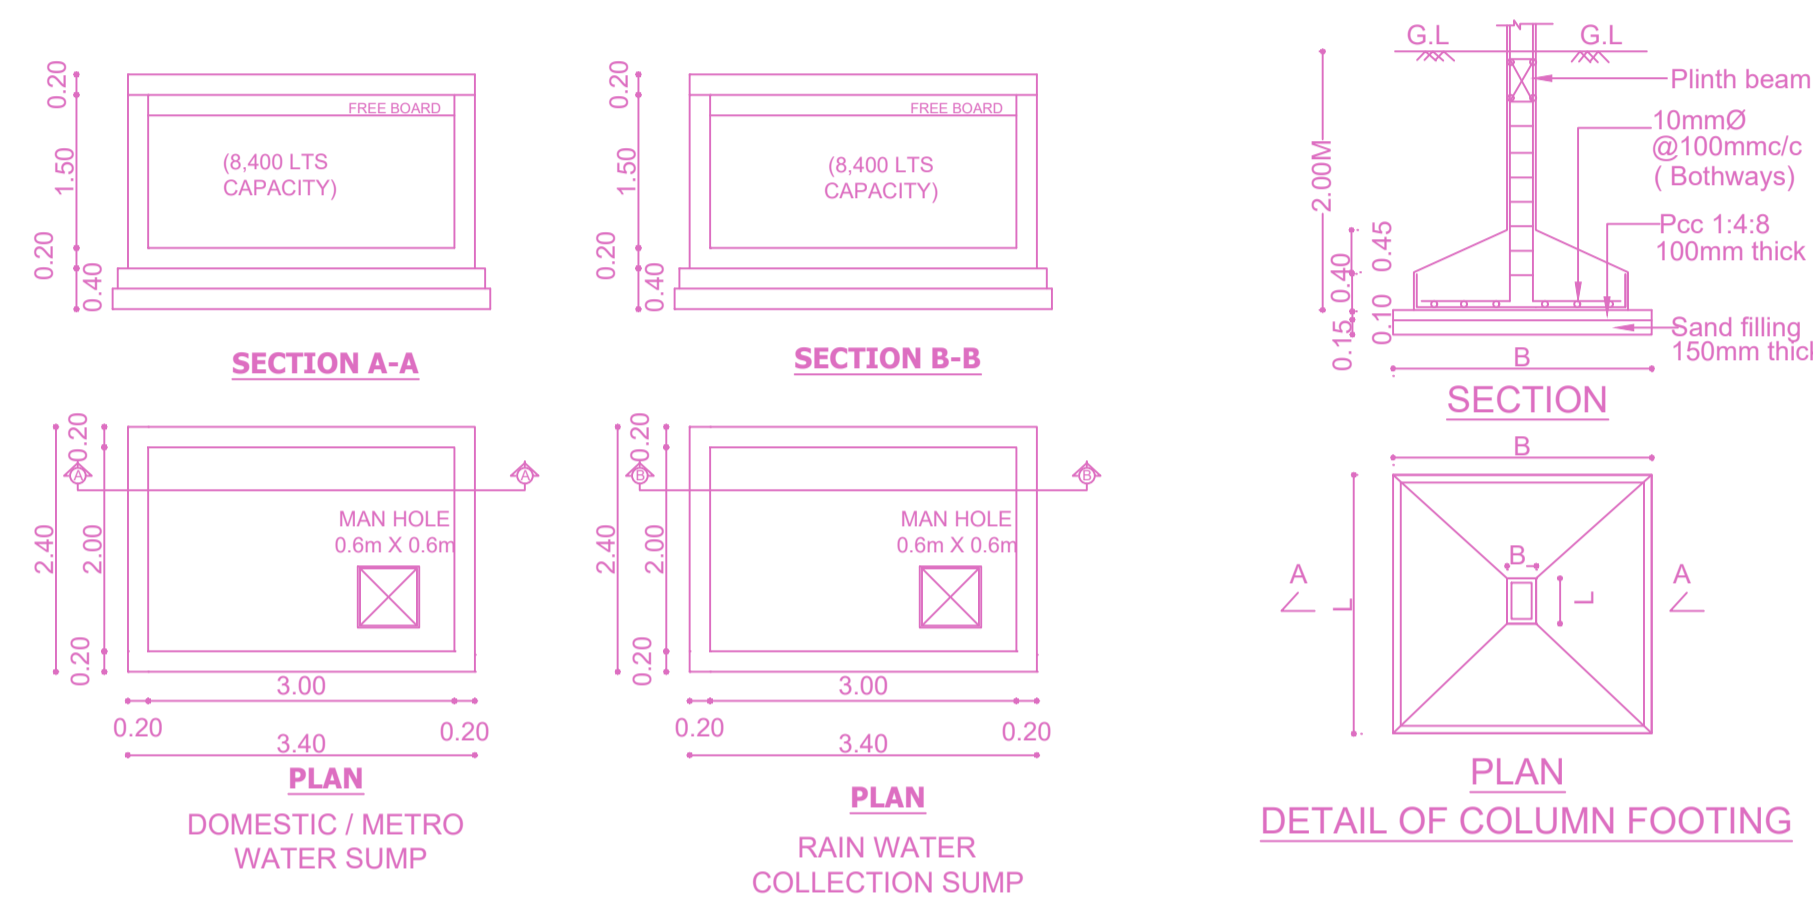 0.20
1.50
0.20
0.40
FREE BOARD
(8,400 LTS
CAPACITY)
SECTION A-A
0.20
1.50
0.20
0.40
FREE BOARD
(8,400 LTS
CAPACITY)
SECTION B-B
G.L
G.L
Plinth beam
10mmØ
@100mmc/c
( Bothways)
Pcc 1:4:8
100mm thick
Sand filling
150mm thicl
2.00M
0.45
0.40
0.10
0.15
B
SECTION
2.40
0.20
2.00
0.20
A
A
MAN HOLE
0.6m X 0.6m
3.00
0.20
0.20
3.40
PLAN
DOMESTIC / METRO
WATER SUMP
2.40
0.20
2.00
0.20
B
B
MAN HOLE
0.6m X 0.6m
3.00
0.20
0.20
3.40
PLAN
RAIN WATER
COLLECTION SUMP
B
A
L
B
L
A
PLAN
DETAIL OF COLUMN FOOTING